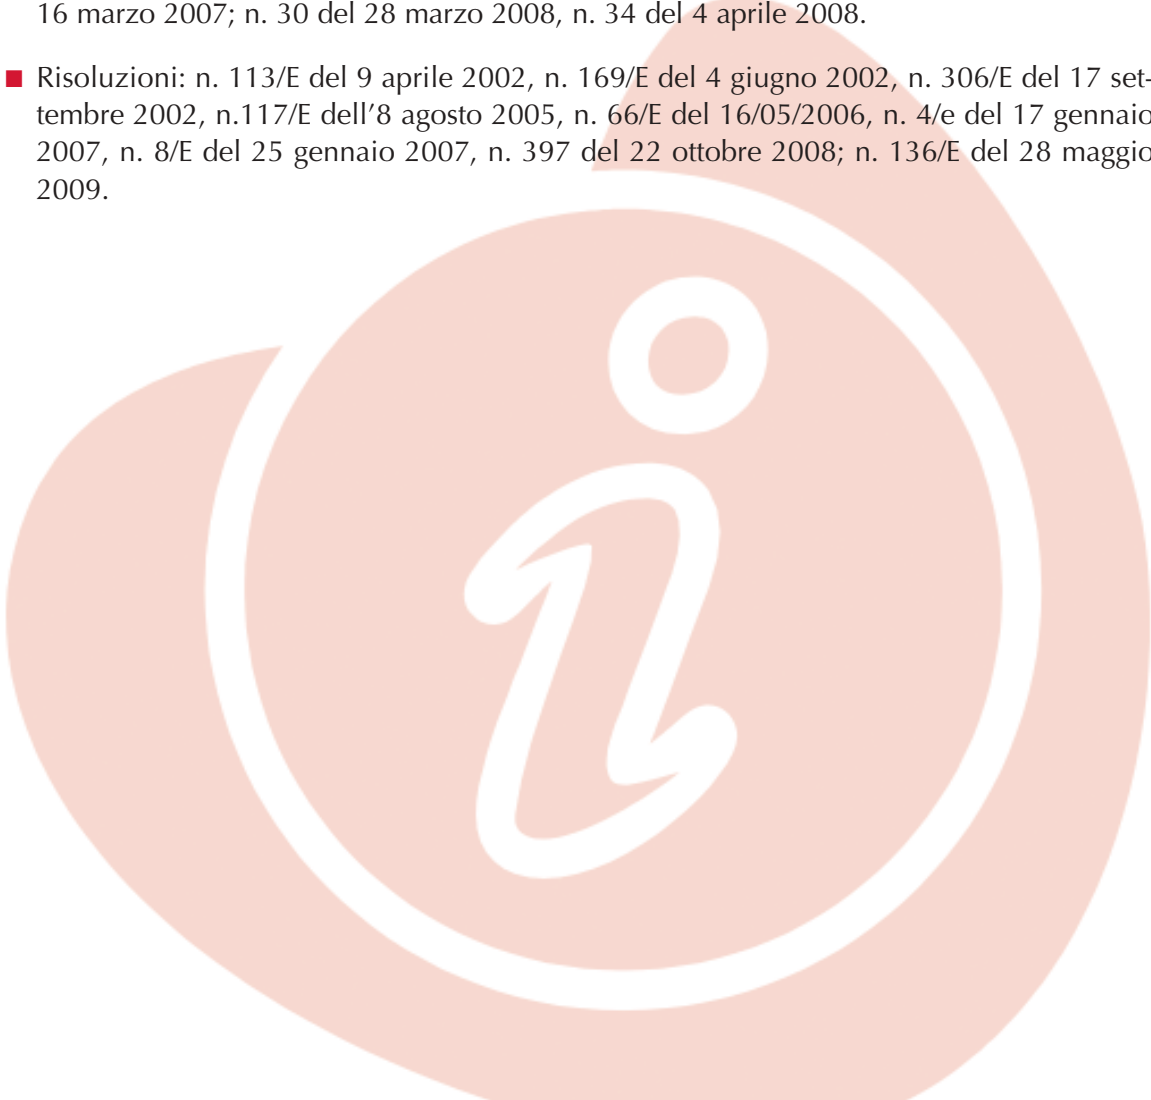 16 marzo 2007; n. 30 del 28 marzo 2008, n. 34 del 4 aprile 2008.
■ Risoluzioni: n. 113/E del 9 aprile 2002, n. 169/E del 4 giugno 2002, n. 306/E del 17 set-
tembre 2002, n.117/E dell’8 agosto 2005, n. 66/E del 16/05/2006, n. 4/e del 17 gennaio
2007, n. 8/E del 25 gennaio 2007, n. 397 del 22 ottobre 2008; n. 136/E del 28 maggio
2009.
i